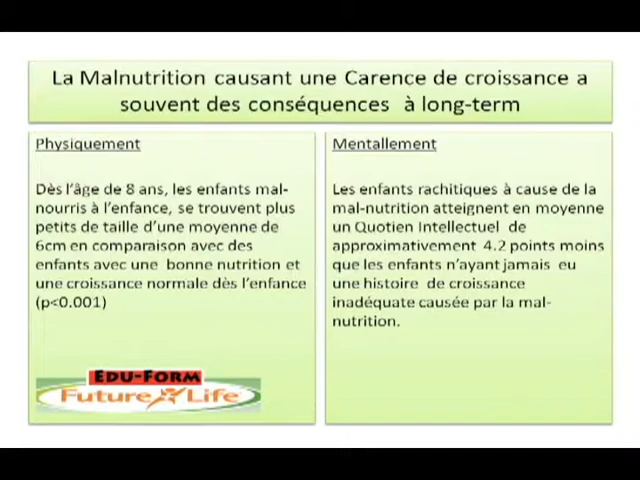 La Malnutrition causant une Carence de croissance a
souvent des conséquences à long-term
Physiquement
Dès l'âge de 8 ans, les enfants mal-
nourris à l'enfance, se trouvent plus
petits de taille d'une moyenne de
6cm en comparaison avec des
enfants avec une bonne nutrition et
une croissance normale dès l'enfance
(p<0.001)
EDU-FORM
Future Life
Mentallement
Les enfants rachitiques à cause de la
mal-nutrition atteignent en moyenne
un Quotien Intellectuel de
approximativement 4.2 points moins
que les enfants n'ayant jamais eu
une histoire de croissance
inadéquate causée par la mal-
nutrition.